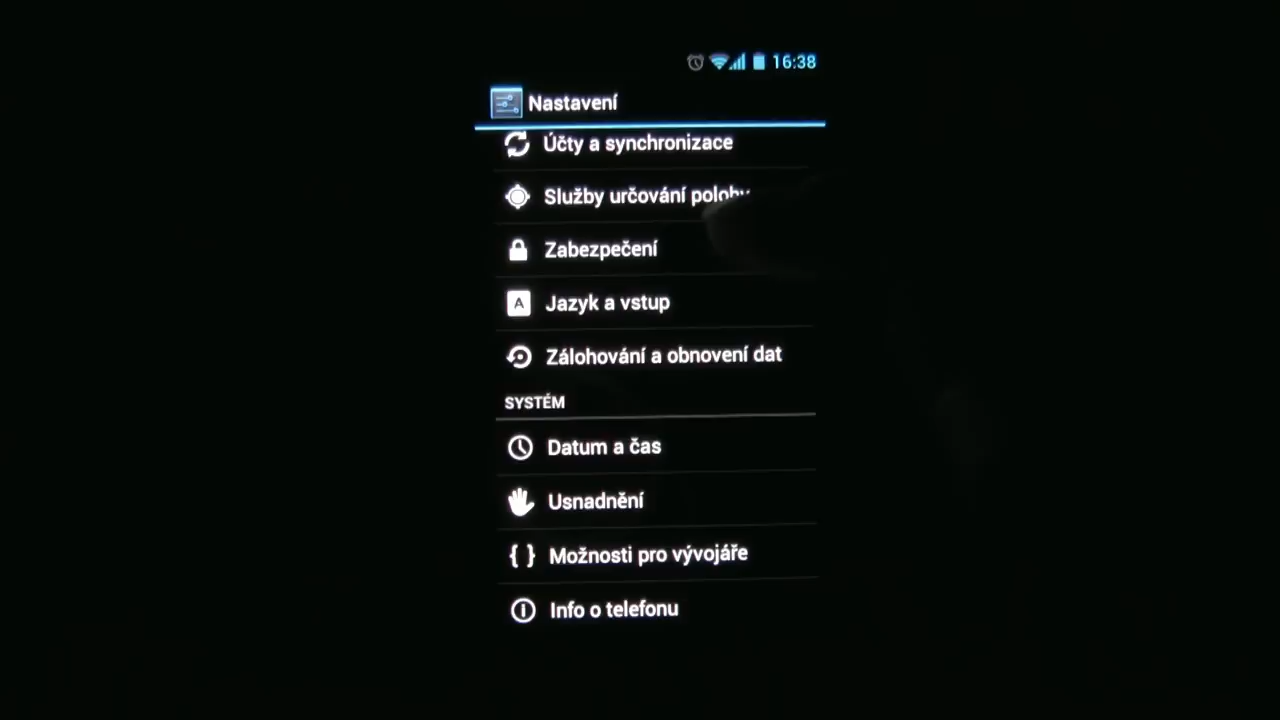 16:38
Nastavení
Účty a synchronizace
Služby určování polohy
Zabezpečení
A
Jazyk a vstup
Zálohování a obnovení dat
SYSTÉM
Datum a čas
Usnadnění
{ } Možnosti pro vývojáře
Info o telefonu